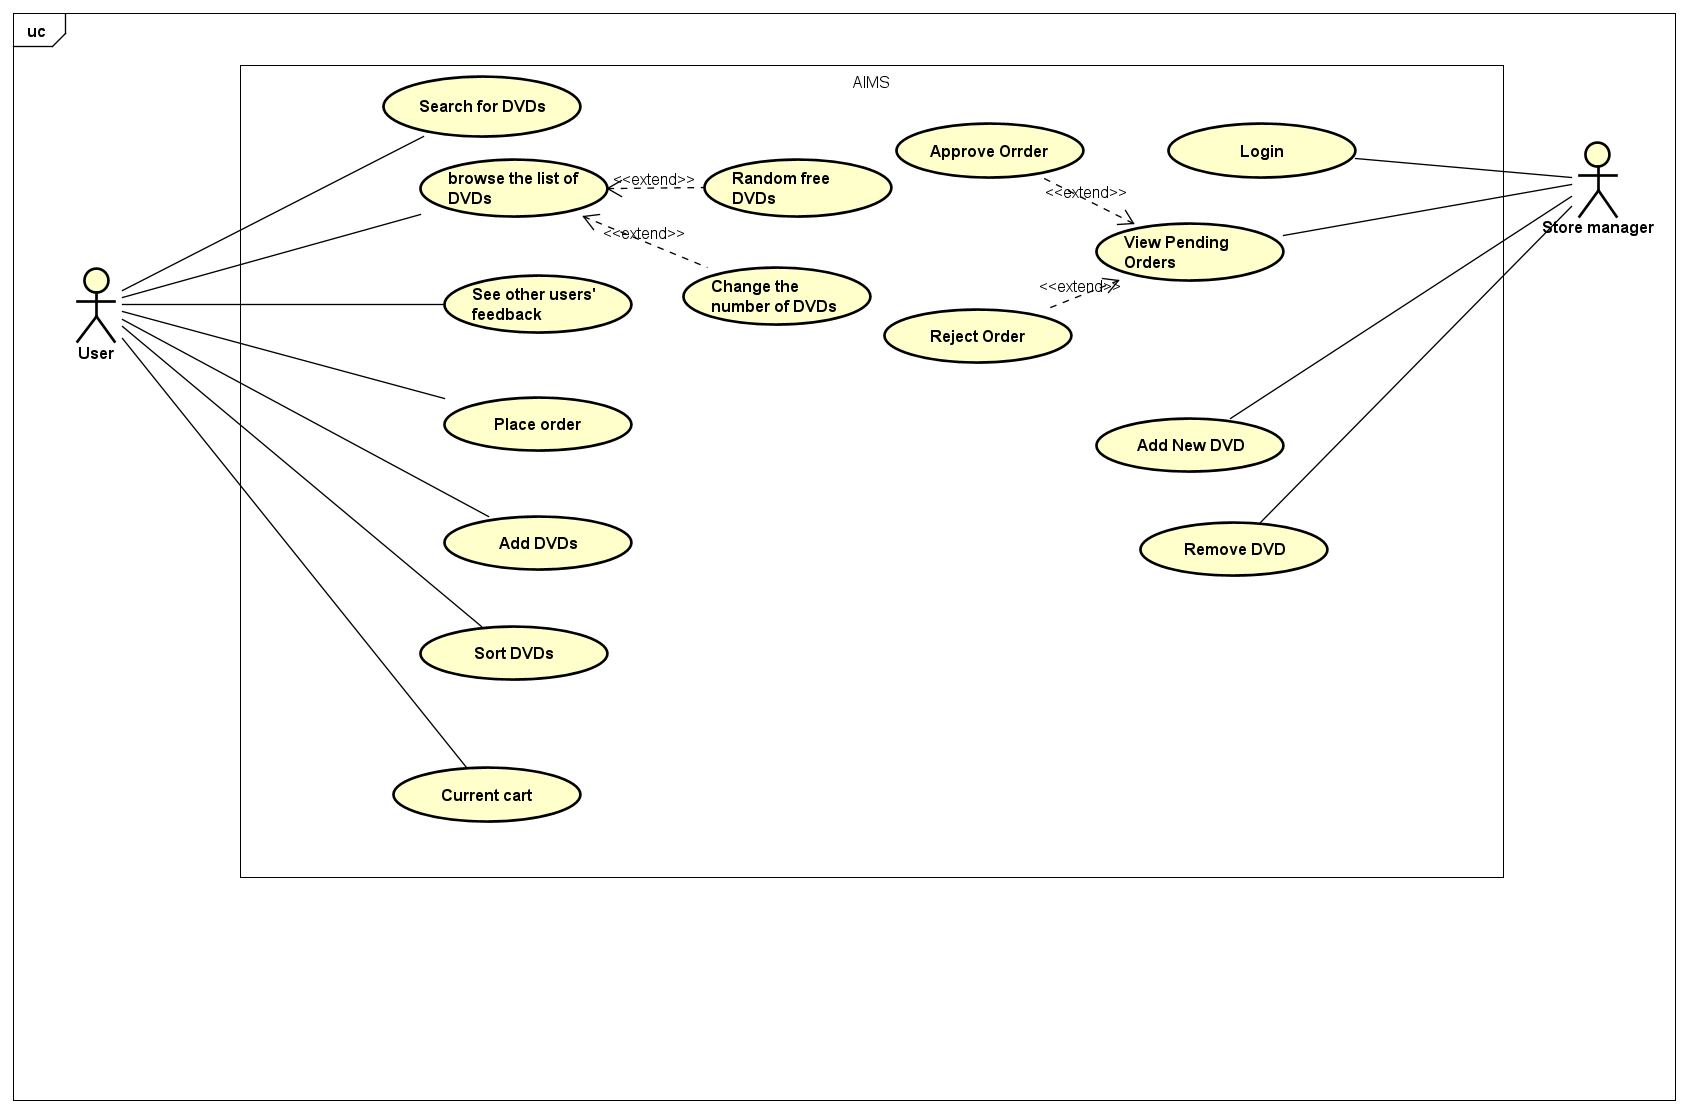 uc
AIMS
Search for DVDs
browse the list of
DVDs
<<extend>>
Random free
DVDs
<<extend>>
Change the
number of DVDs
See other users'
feedback
User
Place order
Add DVDs
Sort DVDs
Current cart
Approve Orrder
<<extend>>
View Pending
Orders
<<extend>>
Reject Order
Login
Store manager
Add New DVD
Remove DVD